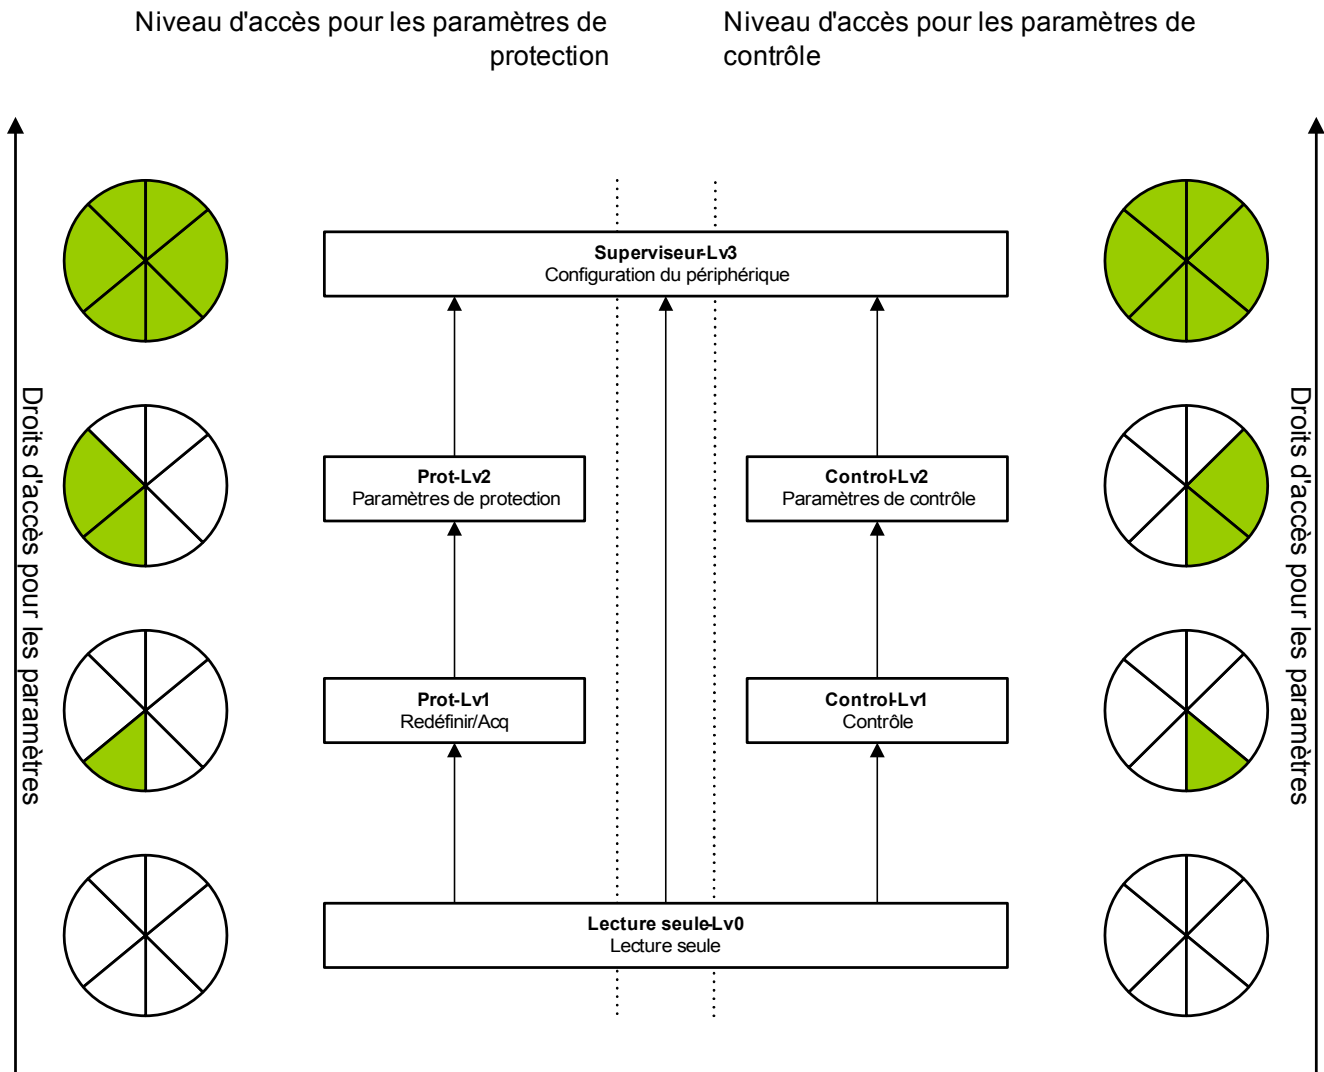 Niveau d'accès pour les paramètres de
protection
Niveau d'accès pour les paramètres de
contrôle
Superviseur-Lv3
Configuration du périphérique
Droits d'accès pour les paramètres
Droits d'accès pour les paramètres
Prot-Lv2
Paramètres de protection
Control-Lv2
Paramètres de contrôle
Prot-Lv1
Redéfinir/Acq
Control-Lv1
Contrôle
Lecture seule-Lv0
Lecture seule